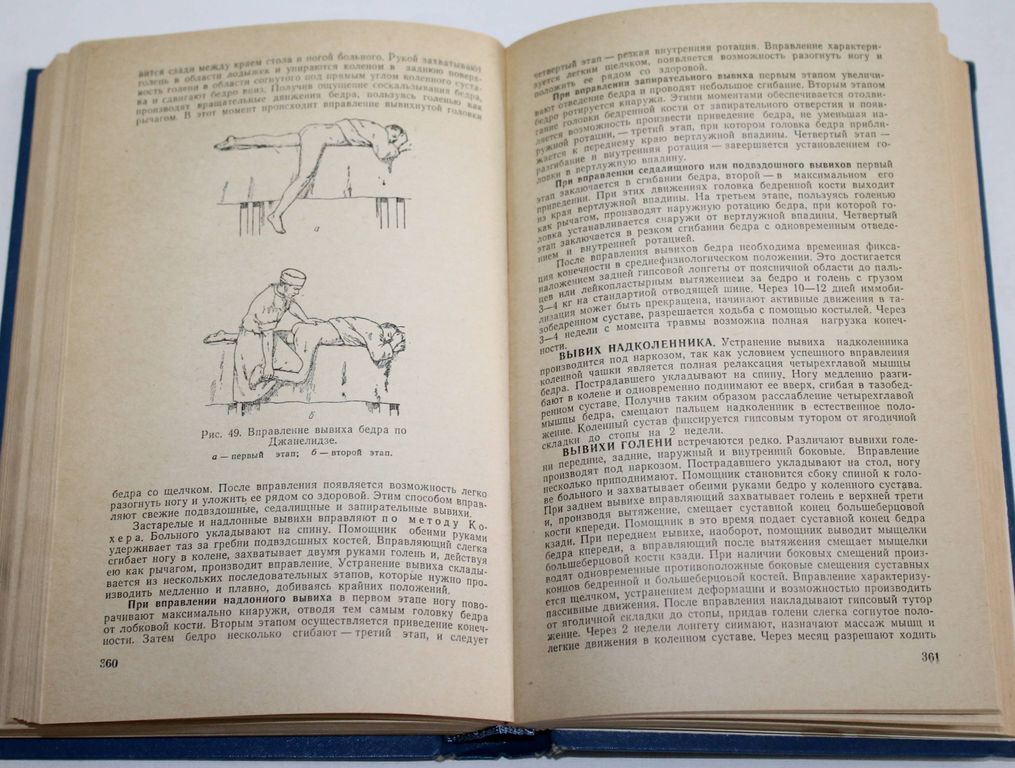 вится сзади между краем стола и ногой больного. Рукой захватывают
голень в области лодыжек и упираются коленом в заднюю поверх-
ность голени в области согнутого под прямым углом коленного суста-
ва и сдвигают бедро вниз. Получив ощущение соскальзывания бедра,
производят вращательные движения бедра, пользуясь голенью как
рычагом. В этот момент происходит вправление вывихнутой головки
а
б
Рис. 49. Вправление вывиха бедра по
Джанелидзе.
а — первый этап; б — второй этап.
бедра со щелчком. После вправления появляется возможность легко
разогнуть ногу и уложить ее рядом со здоровой. Этим способом вправ-
ляют свежие подвздошные, седалищные и запирательные вывихи.
Застарелые и надлонные вывихи вправляют по методу Ко-
хера. Больного укладывают на спину. Помощник обеими руками
удерживает таз за гребни подвздошных костей. Вправляющий слегка
сгибает ногу в колене, захватывает двумя руками голень и, действуя
ею как рычагом, производит вправление. Устранение вывиха склады-
вается из нескольких последовательных этапов, которые нужно про-
изводить медленно и плавно, добиваясь крайних положений.
При вправлении надлонного вывиха в первом этапе ногу пово-
рачивают максимально кнаружи, отводя тем самым головку бедра
от лобковой кости. Вторым этапом осуществляется приведение конеч-
ности. Затем бедро несколько сгибают — третий этап, и следует
360
четвертый этап — резкая внутренняя ротация. Вправление характери-
зуется легким щелчком, появляется возможность разогнуть ногу и
положить ее рядом со здоровой.
При вправлении запирательного вывиха первым этапом увеличи-
вают отведение бедра и проводят небольшое сгибание. Вторым этапом
бедро ротируется кнаружи. Этими моментами обеспечивается отодви-
гание головки бедренной кости от запирательного отверстия и появ-
ляется возможность произвести приведение бедра, не уменьшая на-
ружной ротации, — третий этап, при котором головка бедра прибли-
жается к переднему краю вертлужной впадины. Четвертый этап —
разгибание и внутренняя ротация — завершается установлением го-
ловки в вертлужную впадину.
При вправлении седалищного или подвздошного вывихов первый
этап заключается в сгибании бедра, второй — в максимальном его
приведении. При этих движениях головка бедренной кости выходит
из края вертлужной впадины. На третьем этапе, пользуясь голенью
как рычагом, производят наружную ротацию бедра, при которой го-
ловка устанавливается снаружи от вертлужной впадины. Четвертый
этап заключается в резком сгибании бедра с одновременным отведе-
нием и внутренней ротацией.
После вправления вывихов бедра необходима временная фикса-
ция конечности в среднефизиологическом положении. Это достигается
наложением задней гипсовой лонгеты от поясничной области до паль-
цев или лейкопластырным вытяжением за бедро и голень с грузом
3—4 кг на стандартной отводящей шине. Через 10—12 дней иммоби-
лизация может быть прекращена, начинают активные движения в та-
зобедренном суставе, разрешается ходьба с помощью костылей. Через
3—4 недели с момента травмы возможна полная нагрузка конеч-
ности.
ВЫВИХ НАДКОЛЕННИКА. Устранение вывиха надколенника
производится под наркозом, так как условием успешного вправления
коленной чашки является полная релаксация четырехглавой мышцы
бедра. Пострадавшего укладывают на спину. Ногу медленно разги-
бают в колене и одновременно поднимают ее вверх, сгибая в тазобед-
ренном суставе. Получив таким образом расслабление четырехглавой
мышцы бедра, смещают пальцем надколенник в естественное поло-
жение. Коленный сустав фиксируется гипсовым тутором от ягодичной
складки до стопы на 2 недели.
ВЫВИХИ ГОЛЕНИ встречаются редко. Различают вывихи голе-
ни передние, задние, наружный и внутренний боковые. Вправление
производят под наркозом. Пострадавшего укладывают на стол, ногу
несколько приподнимают. Помощник становится сбоку спиной к голо-
ве больного и захватывает обеими руками бедро у коленного сустава.
При заднем вывихе вправляющий захватывает голень в верхней трети
и, производя вытяжение, смещает суставной конец большеберцовой
кости кпереди. Помощник в это время подает суставной конец бедра
кзади. При переднем вывихе, наоборот, помощник выводит мыщелки
бедра кпереди, а вправляющий после вытяжения смещает мыщелки
большеберцовой кости кзади. При наличии боковых смещений произ-
водят одновременные противоположные боковые смещения суставных
концов бедренной и большеберцовой костей. Вправление характеризу-
ется щелчком, устранением деформации и возможностью производить
пассивные движения. После вправления накладывают гипсовый тутор
от ягодичной складки до стопы, придав голени слегка согнутое поло-
жение. Через 2 недели лонгету снимают, назначают массаж мышц и
легкие движения в коленном суставе. Через месяц разрешают ходить
361